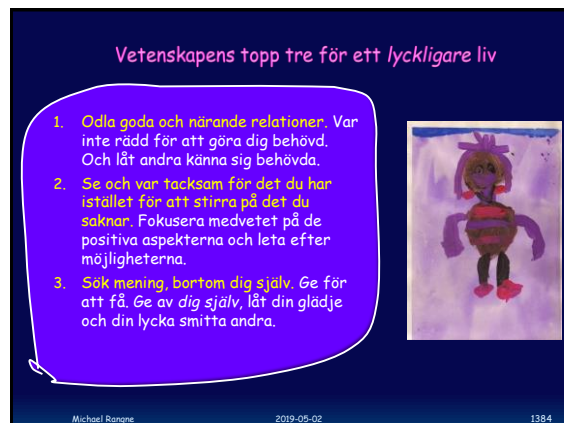 Vetenskapens topp tre för ett lyckligare liv
1. Odla goda och närande relationer. Var
inte rädd för att göra dig behövd.
Och låt andra känna sig behövda.
2. Se och var tacksam för det du har
istället för att stirra på det du
saknar. Fokusera medvetet på de
positiva aspekterna och leta efter
möjligheterna.
3. Sök mening, bortom dig själv. Ge för
att få. Ge av dig själv, låt din glädje
och din lycka smitta andra.
Michael Rangne 2019-05-02 1384